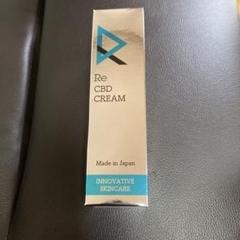 Re
CBD
CREAM
Made in Japan
INNOVATIVE
SKINCARE